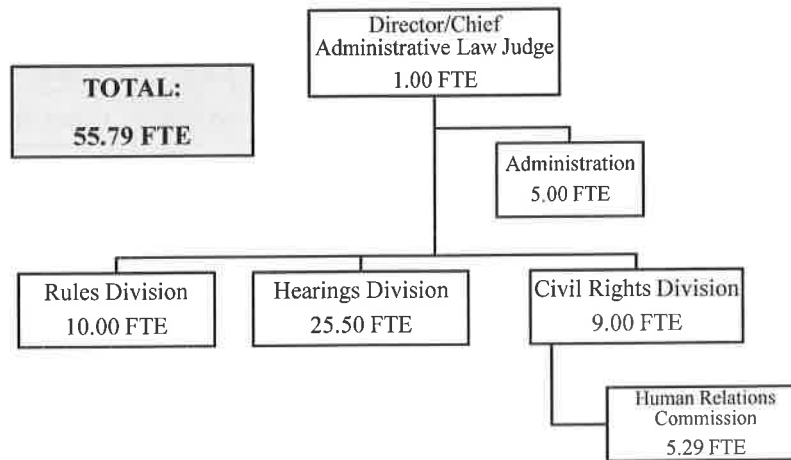 Director/Chief
Administrative Law Judge
1.00 FTE
TOTAL:
55.79 FTE
Administration
5.00 FTE
Rules Division
10.00 FTE
Hearings Division
25.50 FTE
Civil Rights Division
9.00 FTE
Human Relations
Commission
5.29 FTE